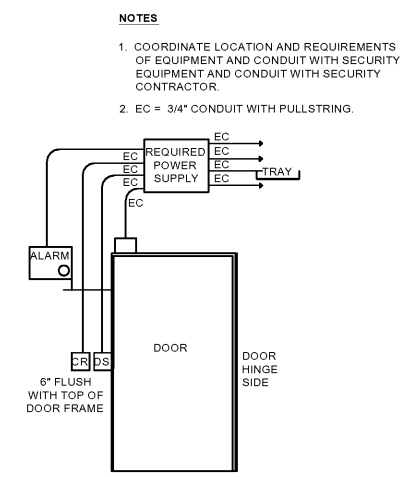 NOTES
1. COORDINATE LOCATION AND REQUIREMENTS
OF EQUIPMENT AND CONDUIT WITH SECURITY
EQUIPMENT AND CONDUIT WITH SECURITY
CONTRACTOR.
2. EC = 3/4" CONDUIT WITH PULLSTRING.
EC
EC
EC
EC
TRAY
REQUIRED
POWER
SUPPLY
EC
EC
EC
EC
ALARM
DOOR
CR
DS
DOOR
HINGE
SIDE
6" FLUSH
WITH TOP OF
DOOR FRAME